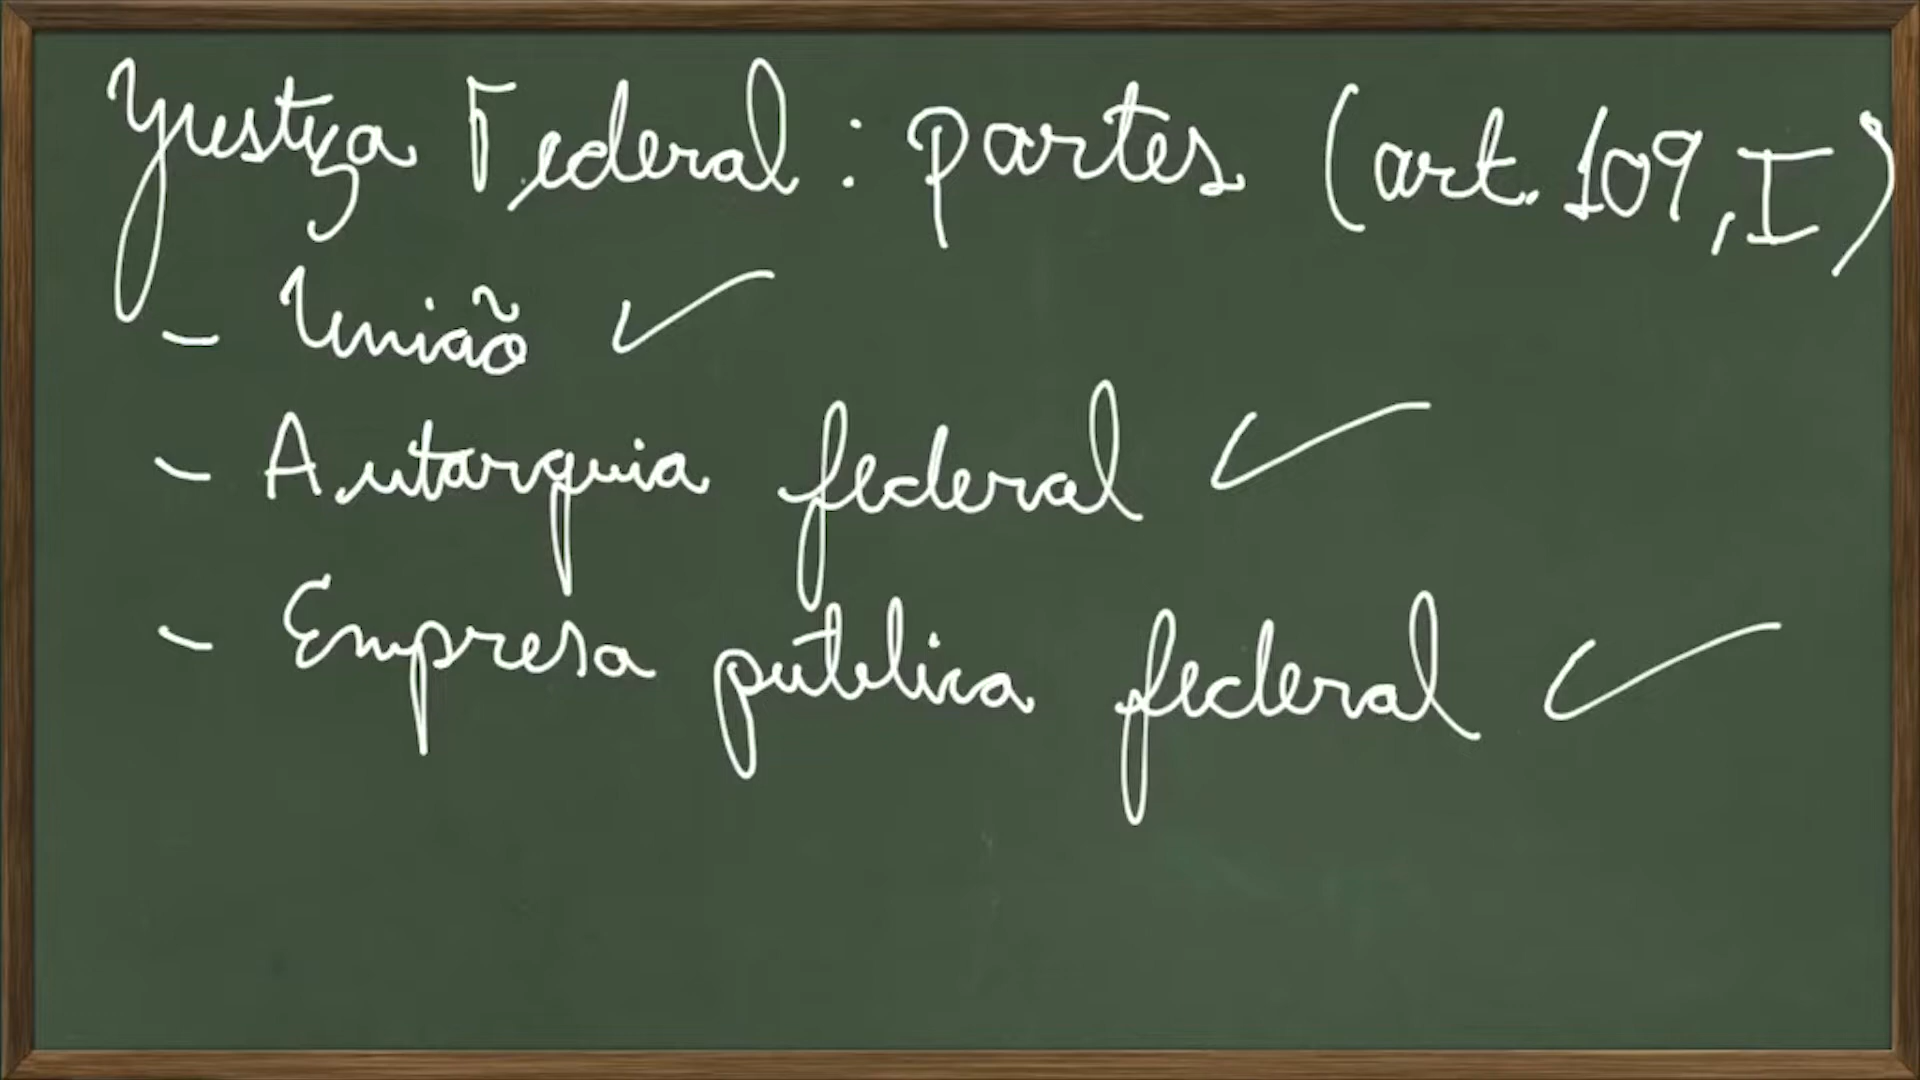 Justiça Federal: partes (art. 109, I)
- União ✓
- Autarquia federal ✓
- Empresa pública federal ✓